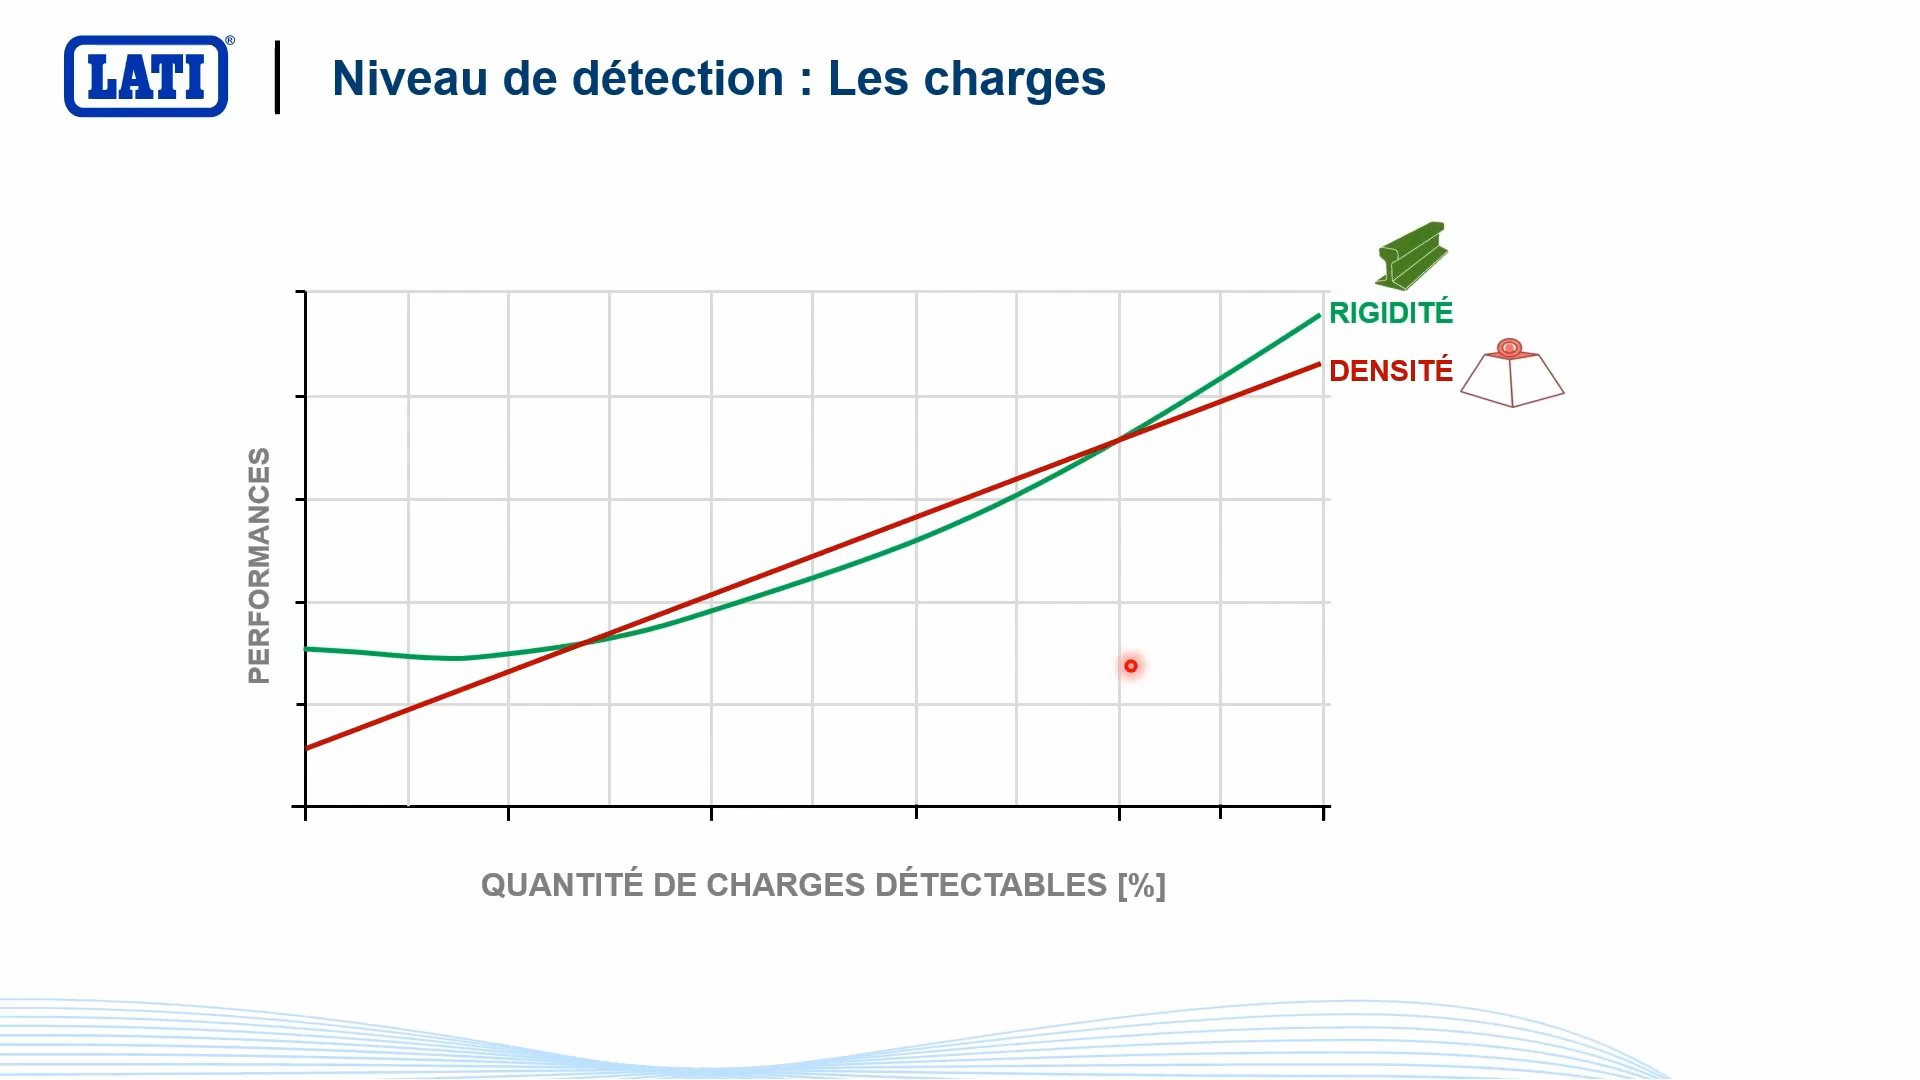 LATI®
Niveau de détection : Les charges
RIGIDITÉ
DENSITÉ
PERFORMANCES
QUANTITÉ DE CHARGES DÉTECTABLES [%]